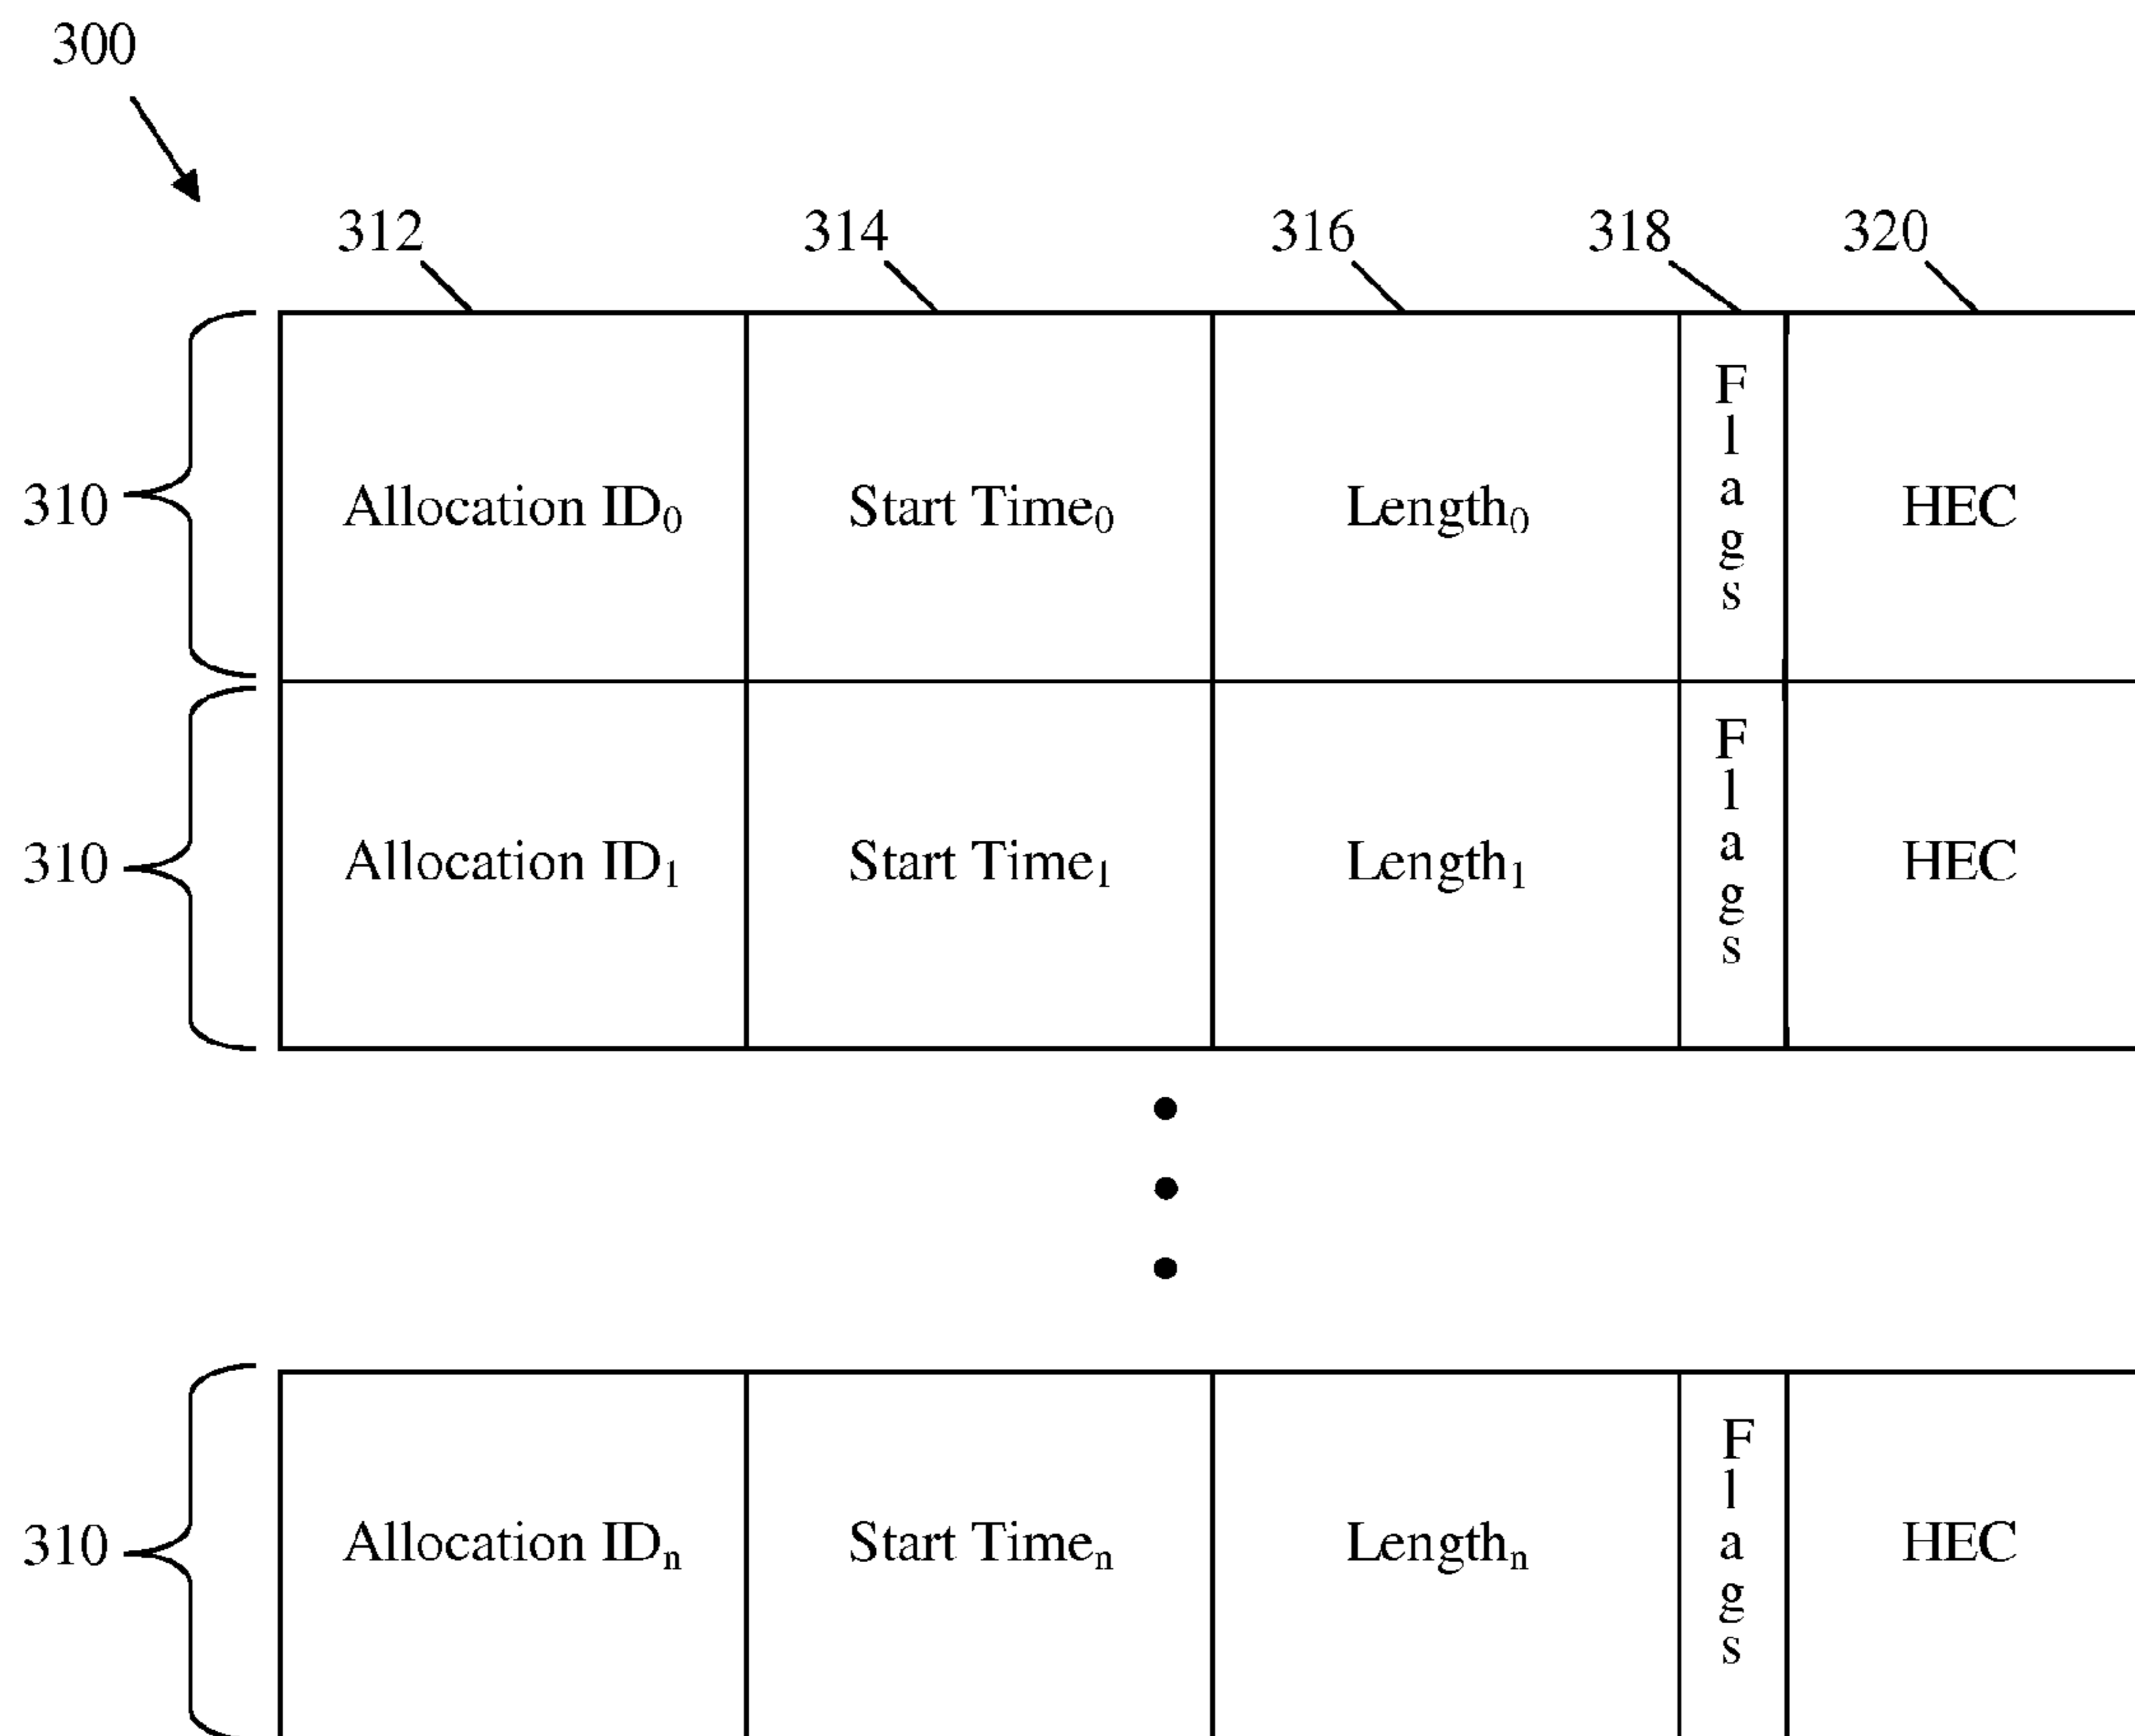 300
312 314 316 318 320
310 Allocation ID₀ Start Time₀ Length₀ Flags HEC
310 Allocation ID₁ Start Time₁ Length₁ Flags HEC
310 Allocation IDₙ Start Timeₙ Lengthₙ Flags HEC